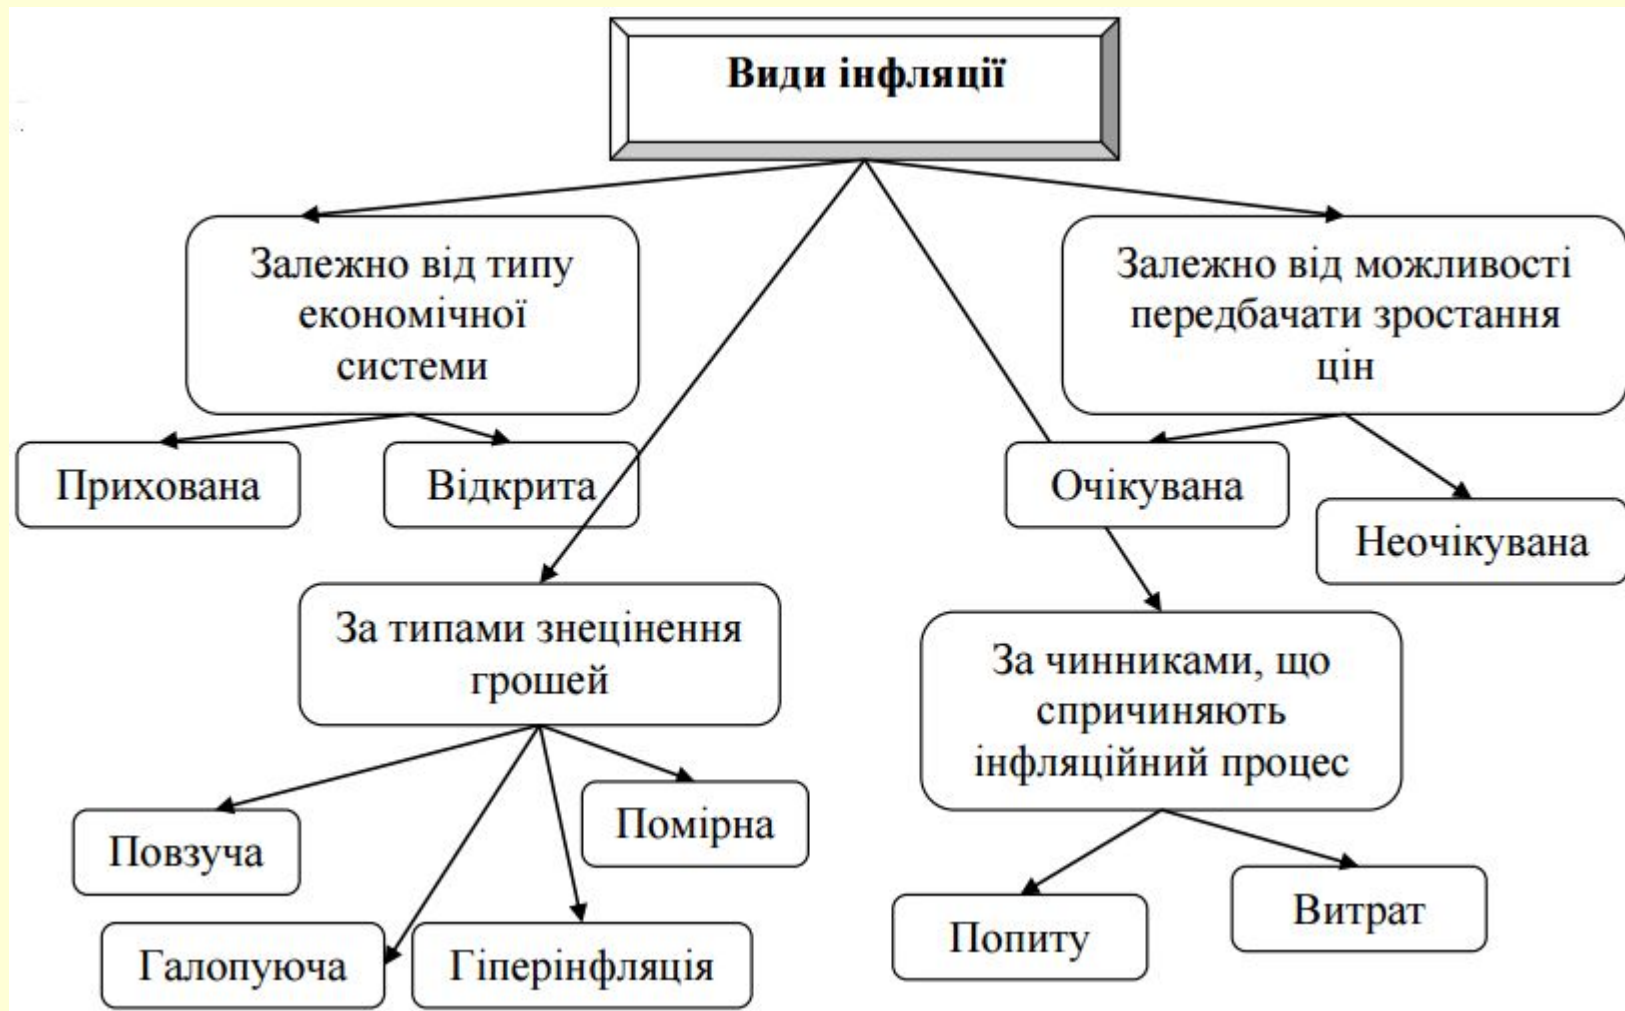 Види інфляції
Залежно від типу
економічної
системи
Залежно від можливості
передбачати зростання
цін
Прихована
Відкрита
Очікувана
Неочікувана
За типами знецінення
грошей
За чинниками, що
спричиняють
інфляційний процес
Повзуча
Помірна
Галопуюча
Гіперінфляція
Попиту
Витрат